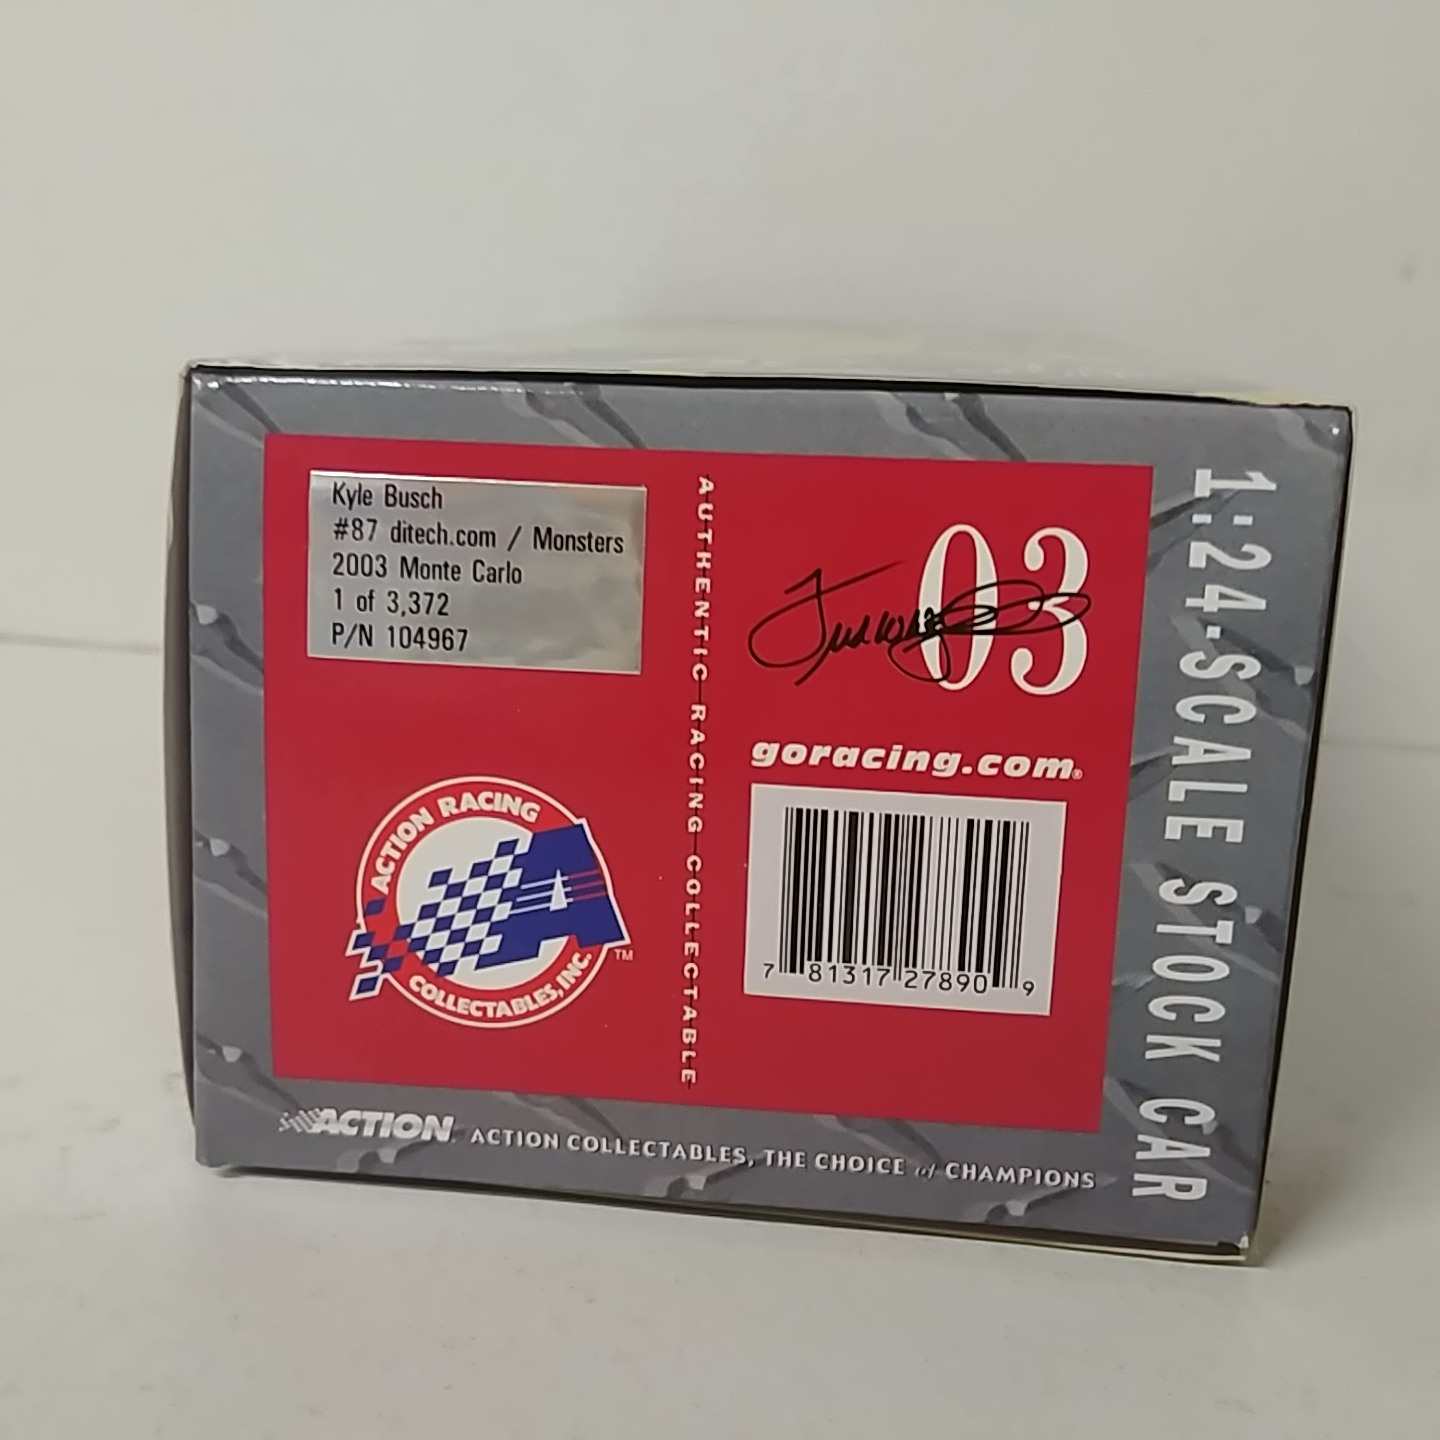 Kyle Busch
#87 ditech.com / Monsters
2003 Monte Carlo
1 of 3,372
P/N 104967
ACTION RACING
COLLECTABLES, INC.
TM
AUTHENTIC RACING COLLECTABLE
03
goracing.com®
7 81317 27890 9
1:24-SCALE STOCK CAR
ACTION
ACTION COLLECTABLES, THE CHOICE of CHAMPIONS